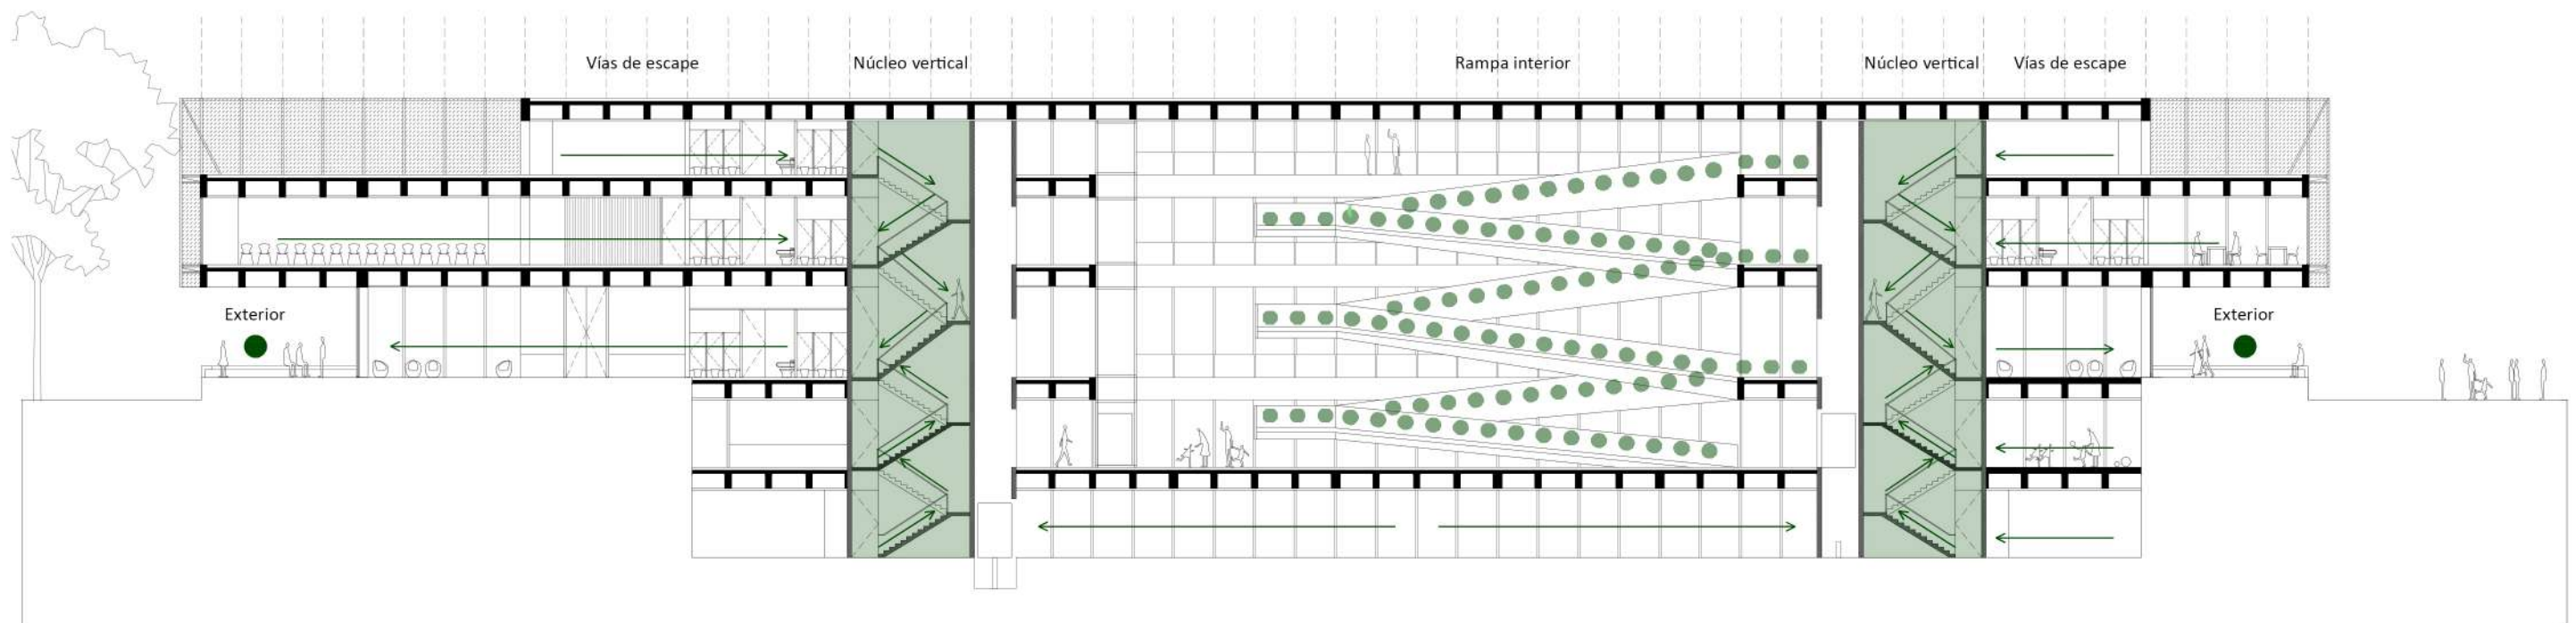 Vías de escape
Núcleo vertical
Rampa interior
Núcleo vertical
Vías de escape
Exterior
Exterior